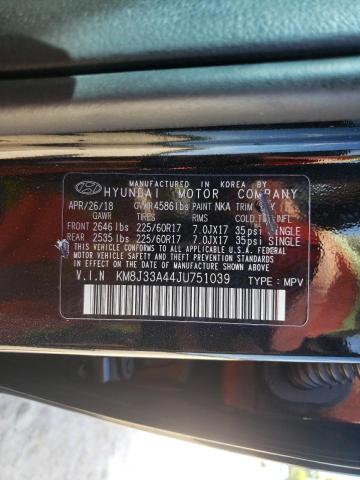 MANUFACTURED IN KOREA BY
HYUNDAI MOTOR COMPANY
APR/26/18 GVWR4586lbs PAINT NKA TRIM
GAWR TIRES RIMS COLD TIRE INFL.
FRONT 2646 lbs 225/60R17 7.0JX17 35psi SINGLE
REAR 2535 lbs 225/60R17 7.0JX17 35psi SINGLE
THIS VEHICLE CONFORMS TO ALL APPLICABLE
FEDERAL MOTOR VEHICLE SAFETY, BUMPER, AND THEFT
PREVENTION STANDARDS IN EFFECT ON THE DATE OF
MANUFACTURE SHOWN ABOVE.
V.I.N KM8J33A44JU751039 TYPE: MPV